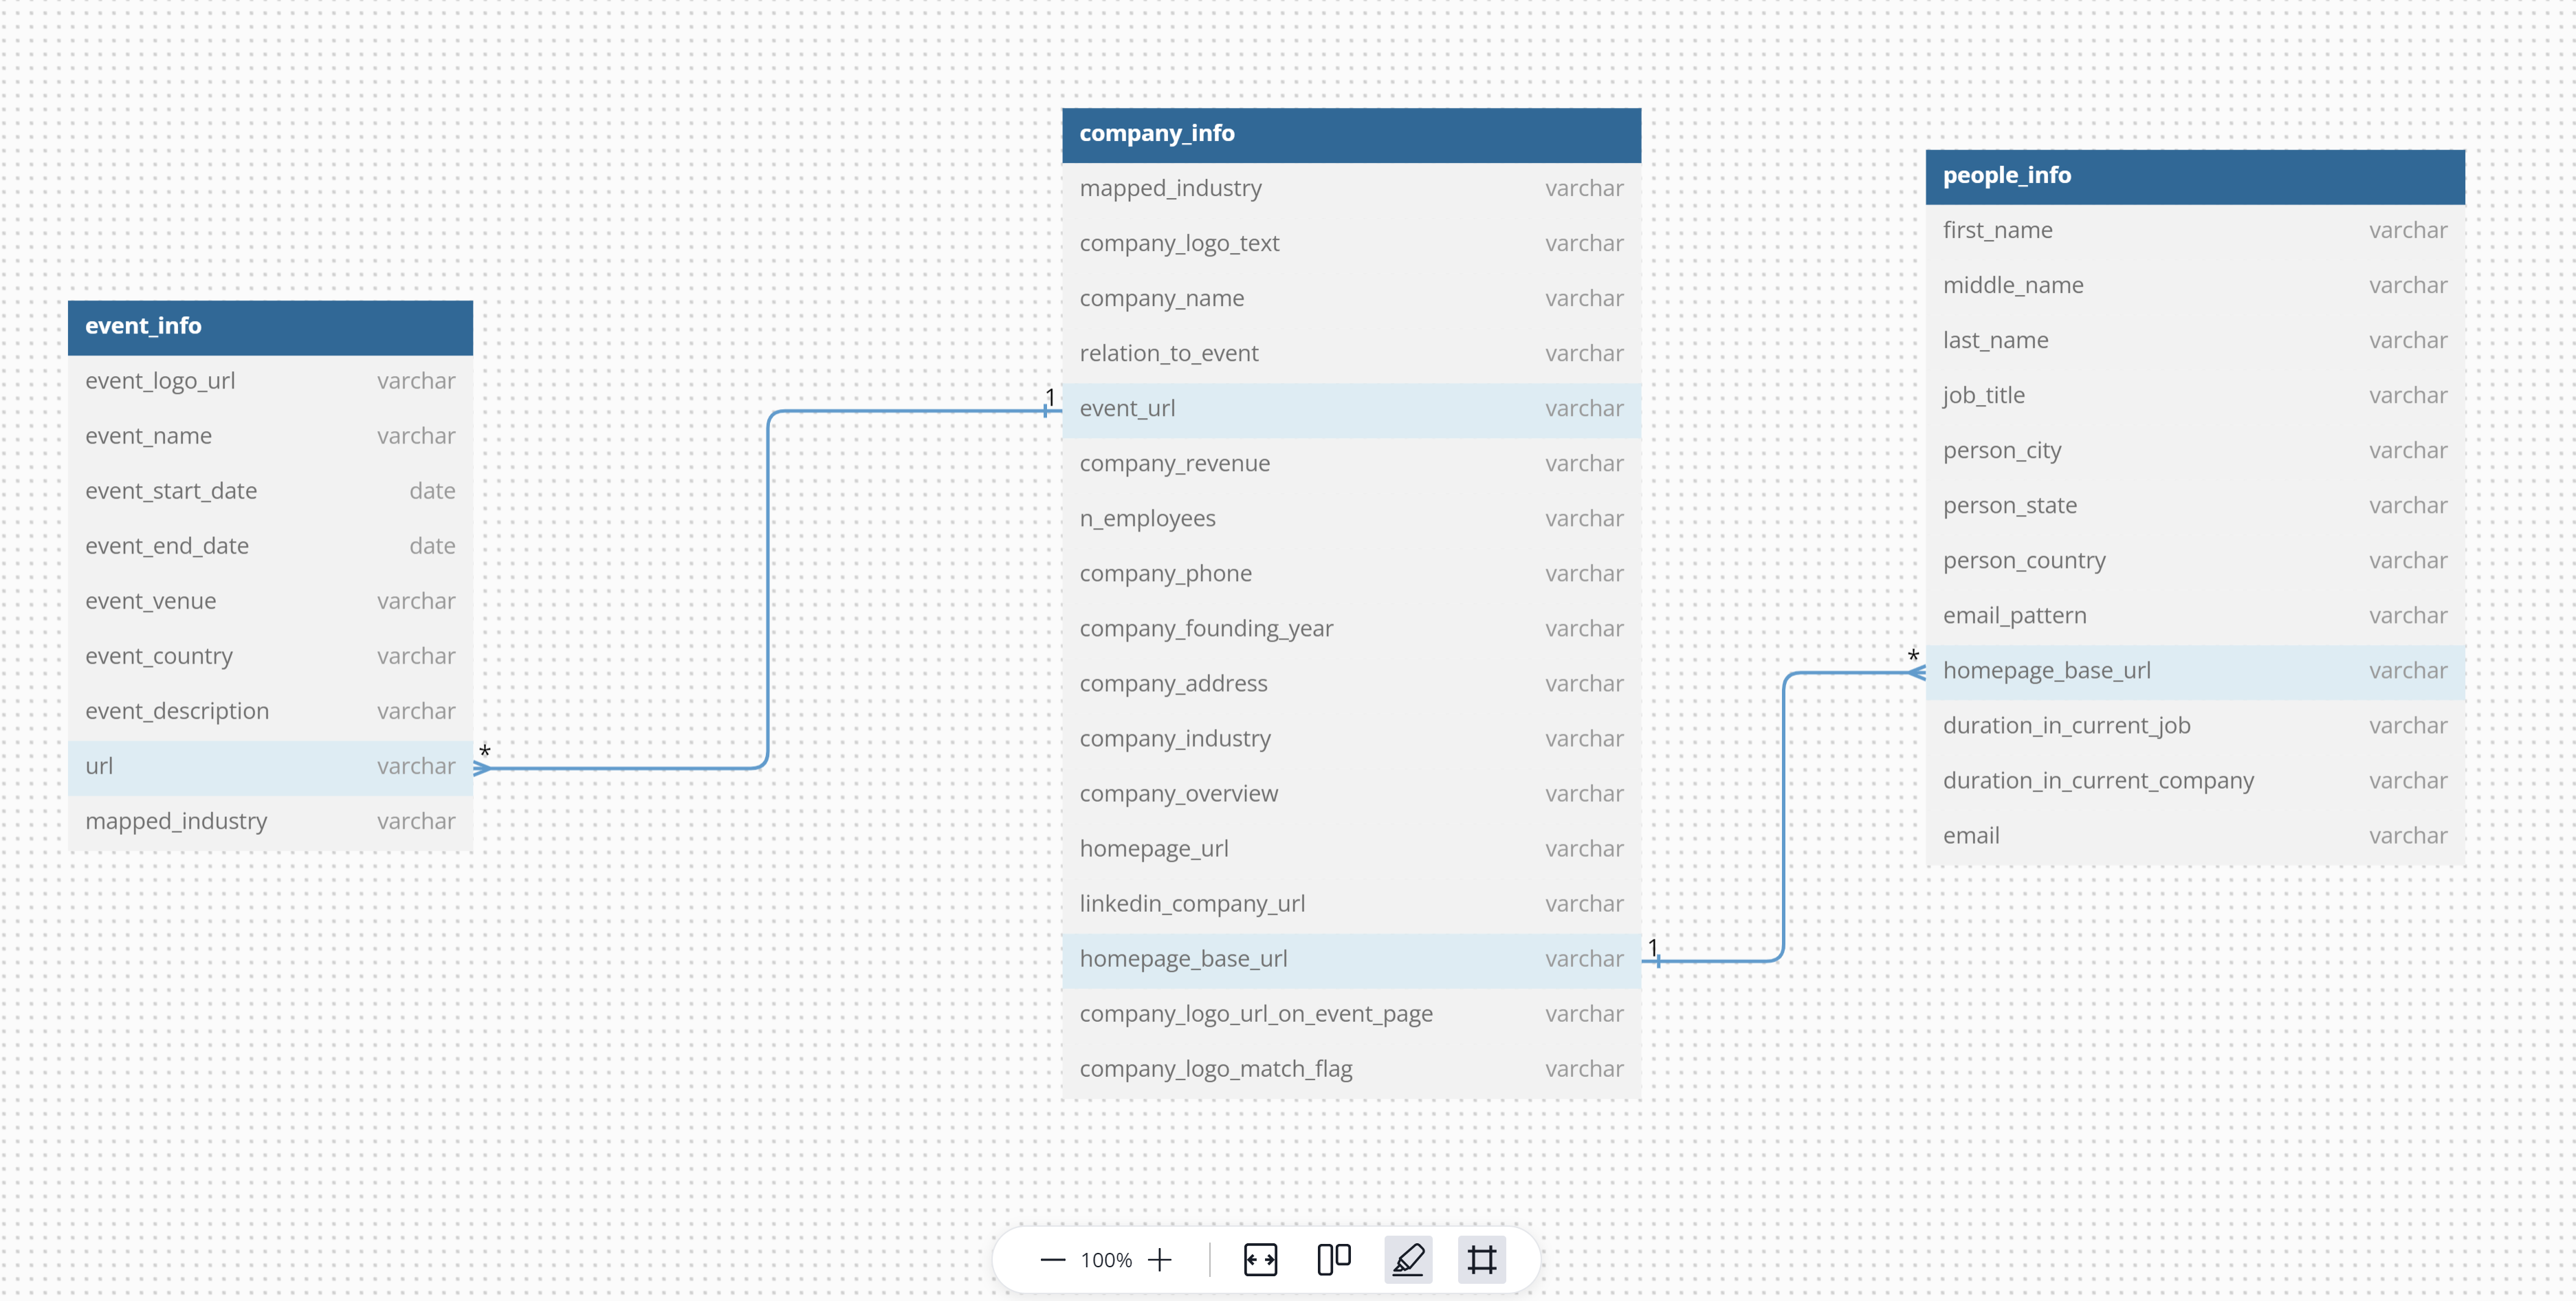 event_info
event_logo_url varchar
event_name varchar
event_start_date date
event_end_date date
event_venue varchar
event_country varchar
event_description varchar
url varchar
mapped_industry varchar
*
1
company_info
mapped_industry varchar
company_logo_text varchar
company_name varchar
relation_to_event varchar
event_url varchar
company_revenue varchar
n_employees varchar
company_phone varchar
company_founding_year varchar
company_address varchar
company_industry varchar
company_overview varchar
homepage_url varchar
linkedin_company_url varchar
homepage_base_url varchar
company_logo_url_on_event_page varchar
company_logo_match_flag varchar
1
*
people_info
first_name varchar
middle_name varchar
last_name varchar
job_title varchar
person_city varchar
person_state varchar
person_country varchar
email_pattern varchar
homepage_base_url varchar
duration_in_current_job varchar
duration_in_current_company varchar
email varchar
100%